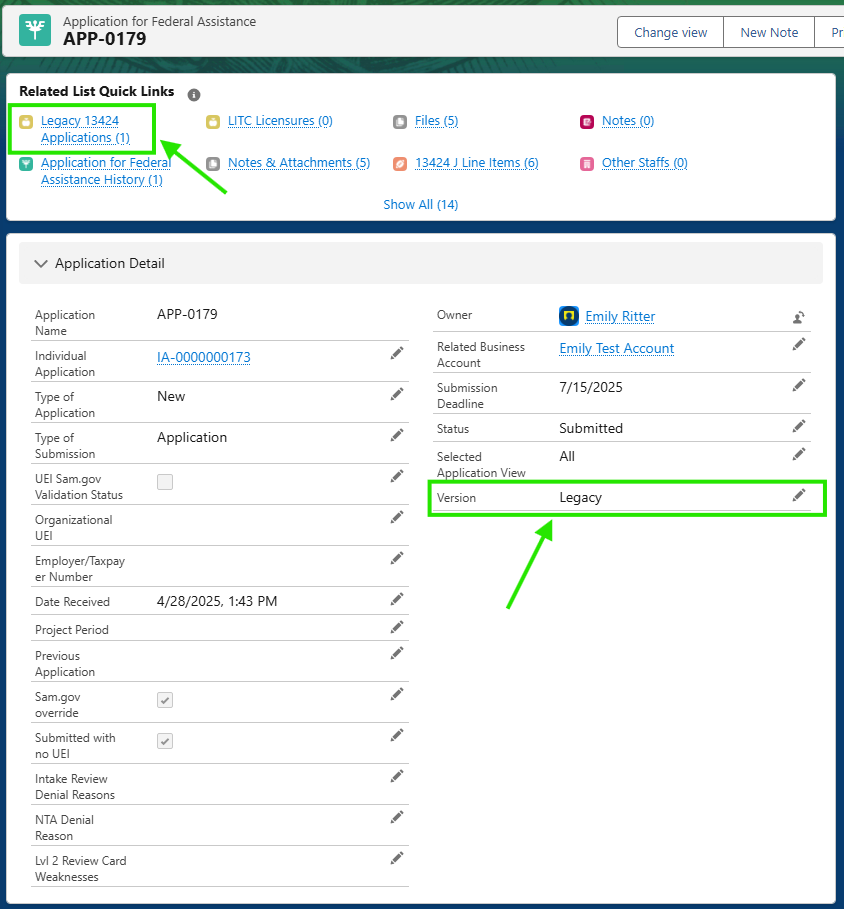 Application for Federal Assistance
APP-0179
Change view
New Note
Pr
Related List Quick Links
Legacy 13424
Applications (1)
LITC Licensures (0)
Files (5)
Notes (0)
Application for Federal
Assistance History (1)
Notes & Attachments (5)
13424 J Line Items (6)
Other Staffs (0)
Show All (14)
Application Detail
Application
Name
APP-0179
Individual
Application
IA-0000000173
Type of
Application
New
Type of
Submission
Application
UEI Sam.gov
Validation Status
Organizational
UEI
Employer/Taxpay
er Number
Date Received
4/28/2025, 1:43 PM
Project Period
Previous
Application
Sam.gov
override
Submitted with
no UEI
Intake Review
Denial Reasons
NTA Denial
Reason
Lvl 2 Review Card
Weaknesses
Owner
Emily Ritter
Related Business
Account
Emily Test Account
Submission
Deadline
7/15/2025
Status
Submitted
Selected
Application View
All
Version
Legacy